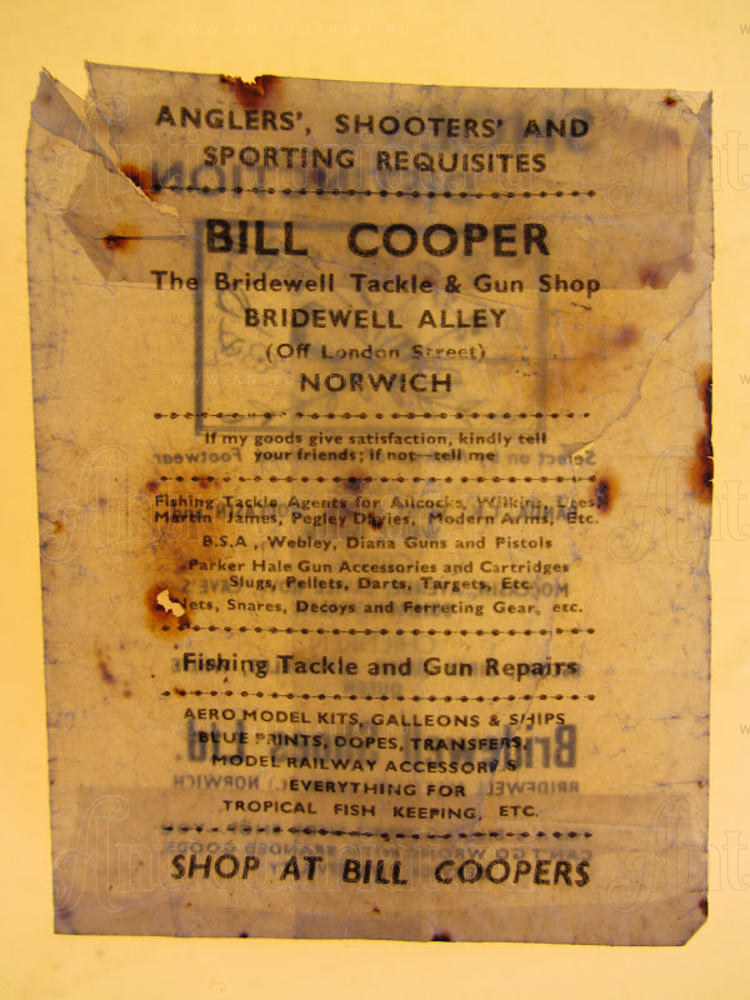 WWW.ANTIQUARIAT.RU
ANGLERS', SHOOTERS' AND
SPORTING REQUISITES
BILL COOPER
The Bridewell Tackle & Gun Shop
BRIDEWELL ALLEY
(Off London Street)
NORWICH
If my goods give satisfaction, kindly tell
your friends; if not—tell me
Fishing Tackle Agents for Allcocks, Wilkins,
Martin James, Pegley Davies, Modern Arms, Etc.
B.S.A , Webley, Diana Guns and Pistols
Parker Hale Gun Accessories and Cartridges
Slugs, Pellets, Darts, Targets, Etc
Nets, Snares, Decoys and Ferreting Gear, etc.
Fishing Tackle and Gun Repairs
AERO MODEL KITS, GALLEONS & SHIPS
BLUE PRINTS, DOPES, TRANSFERS,
MODEL RAILWAY ACCESSORIES
EVERYTHING FOR
TROPICAL FISH KEEPING, ETC.
SHOP AT BILL COOPERS